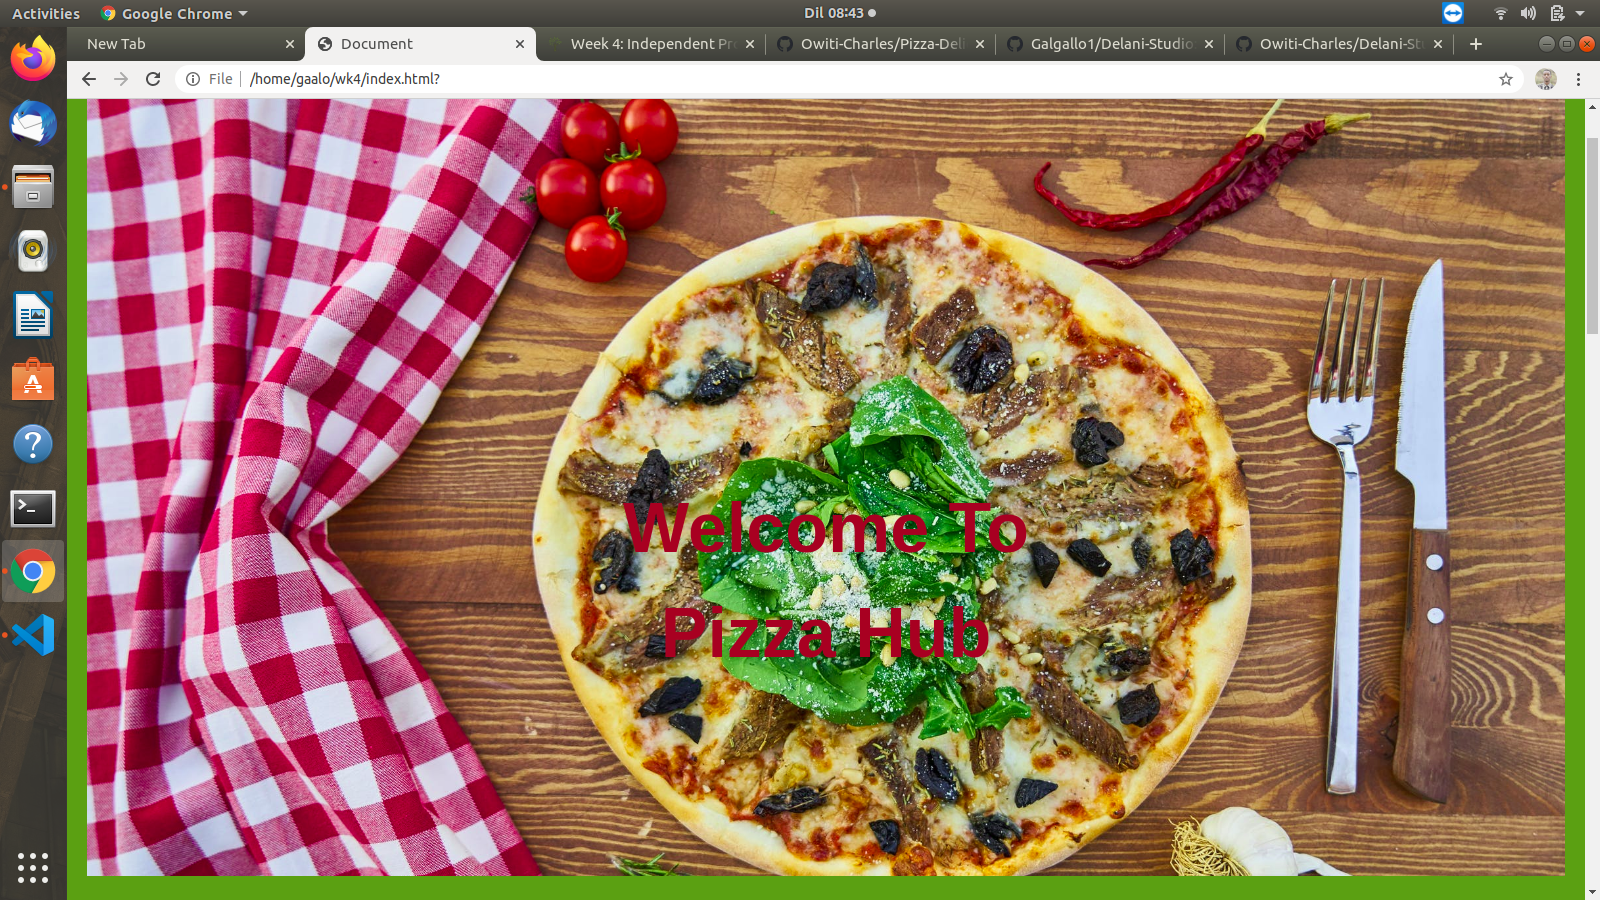 Activities
Google Chrome
Dil 08:43
New Tab
Document
Week 4: Independent Pr
Owiti-Charles/Pizza-Deli
Galgallo1/Delani-Studio
Owiti-Charles/Delani-St
File
/home/gaalo/wk4/index.html?
Welcome To
Pizza Hub